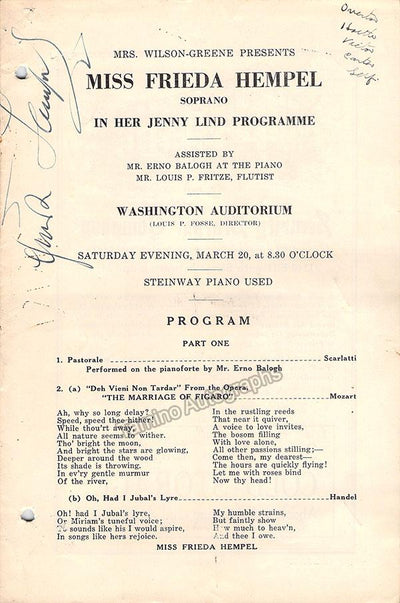 Frieda Hempel
MRS. WILSON-GREENE PRESENTS
MISS FRIEDA HEMPEL
SOPRANO
IN HER JENNY LIND PROGRAMME
ASSISTED BY
MR. ERNO BALOGH AT THE PIANO
MR. LOUIS P. FRITZE, FLUTIST
WASHINGTON AUDITORIUM
(LOUIS P. FOSSE, DIRECTOR)
SATURDAY EVENING, MARCH 20, at 8.30 O'CLOCK
STEINWAY PIANO USED
PROGRAM
PART ONE
1. Pastorale Scarlatti
Performed on the pianoforte by Mr. Erno Balogh
2. (a) "Deh Vieni Non Tardar" From the Opera,
"THE MARRIAGE OF FIGARO" Mozart
Ah, why so long delay?
Speed, speed thee hither!
While thou'rt away,
All nature seems to wither.
Tho' bright the moon,
And bright the stars are glowing,
Deeper around the wood
Its shade is throwing.
In ev'ry gentle murmur
Of the river,
In the rustling reeds
That near it quiver,
A voice to love invites,
The bosom filling
With love alone,
All other passions stilling;—
Come then, my dearest—
The hours are quickly flying!
Let me with roses bind
Now thy head!
(b) Oh, Had I Jubal's Lyre Handel
Oh! had I Jubal's lyre,
Or Miriam's tuneful voice;
To sounds like his I would aspire,
In songs like hers rejoice.
My humble strains,
But faintly show
How much to heav'n,
And thee I owe.
MISS FRIEDA HEMPEL
Tamino Autographs